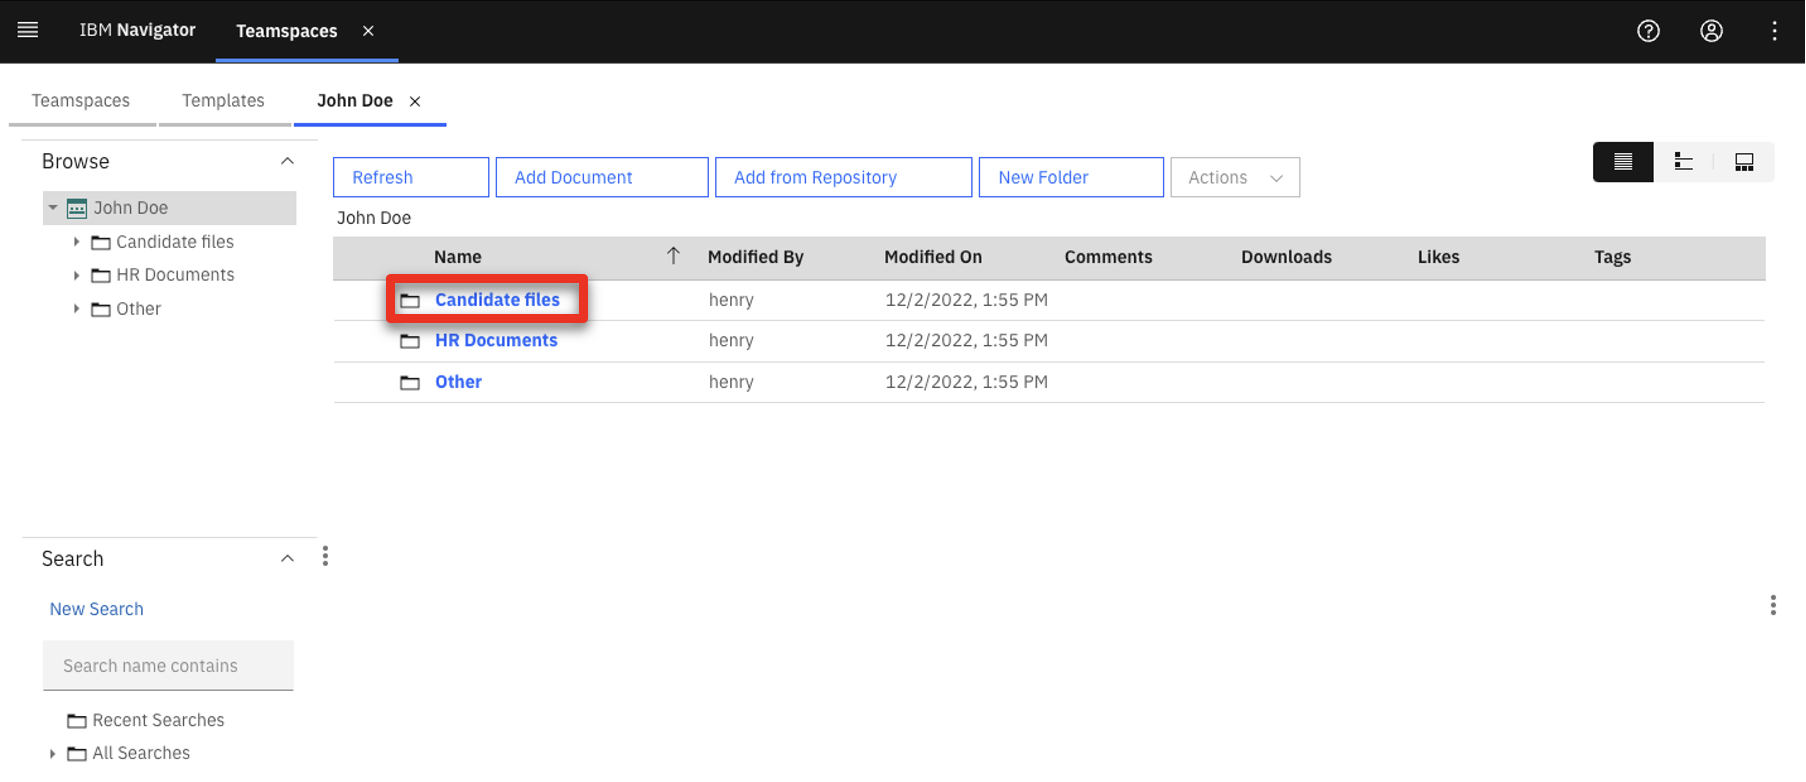 IBM Navigator Teamspaces
Teamspaces Templates John Doe
Browse
John Doe
Candidate files
HR Documents
Other
Refresh Add Document Add from Repository New Folder Actions
John Doe
Name Modified By Modified On Comments Downloads Likes Tags
Candidate files henry 12/2/2022, 1:55 PM
HR Documents henry 12/2/2022, 1:55 PM
Other henry 12/2/2022, 1:55 PM
Search
New Search
Search name contains
Recent Searches
All Searches